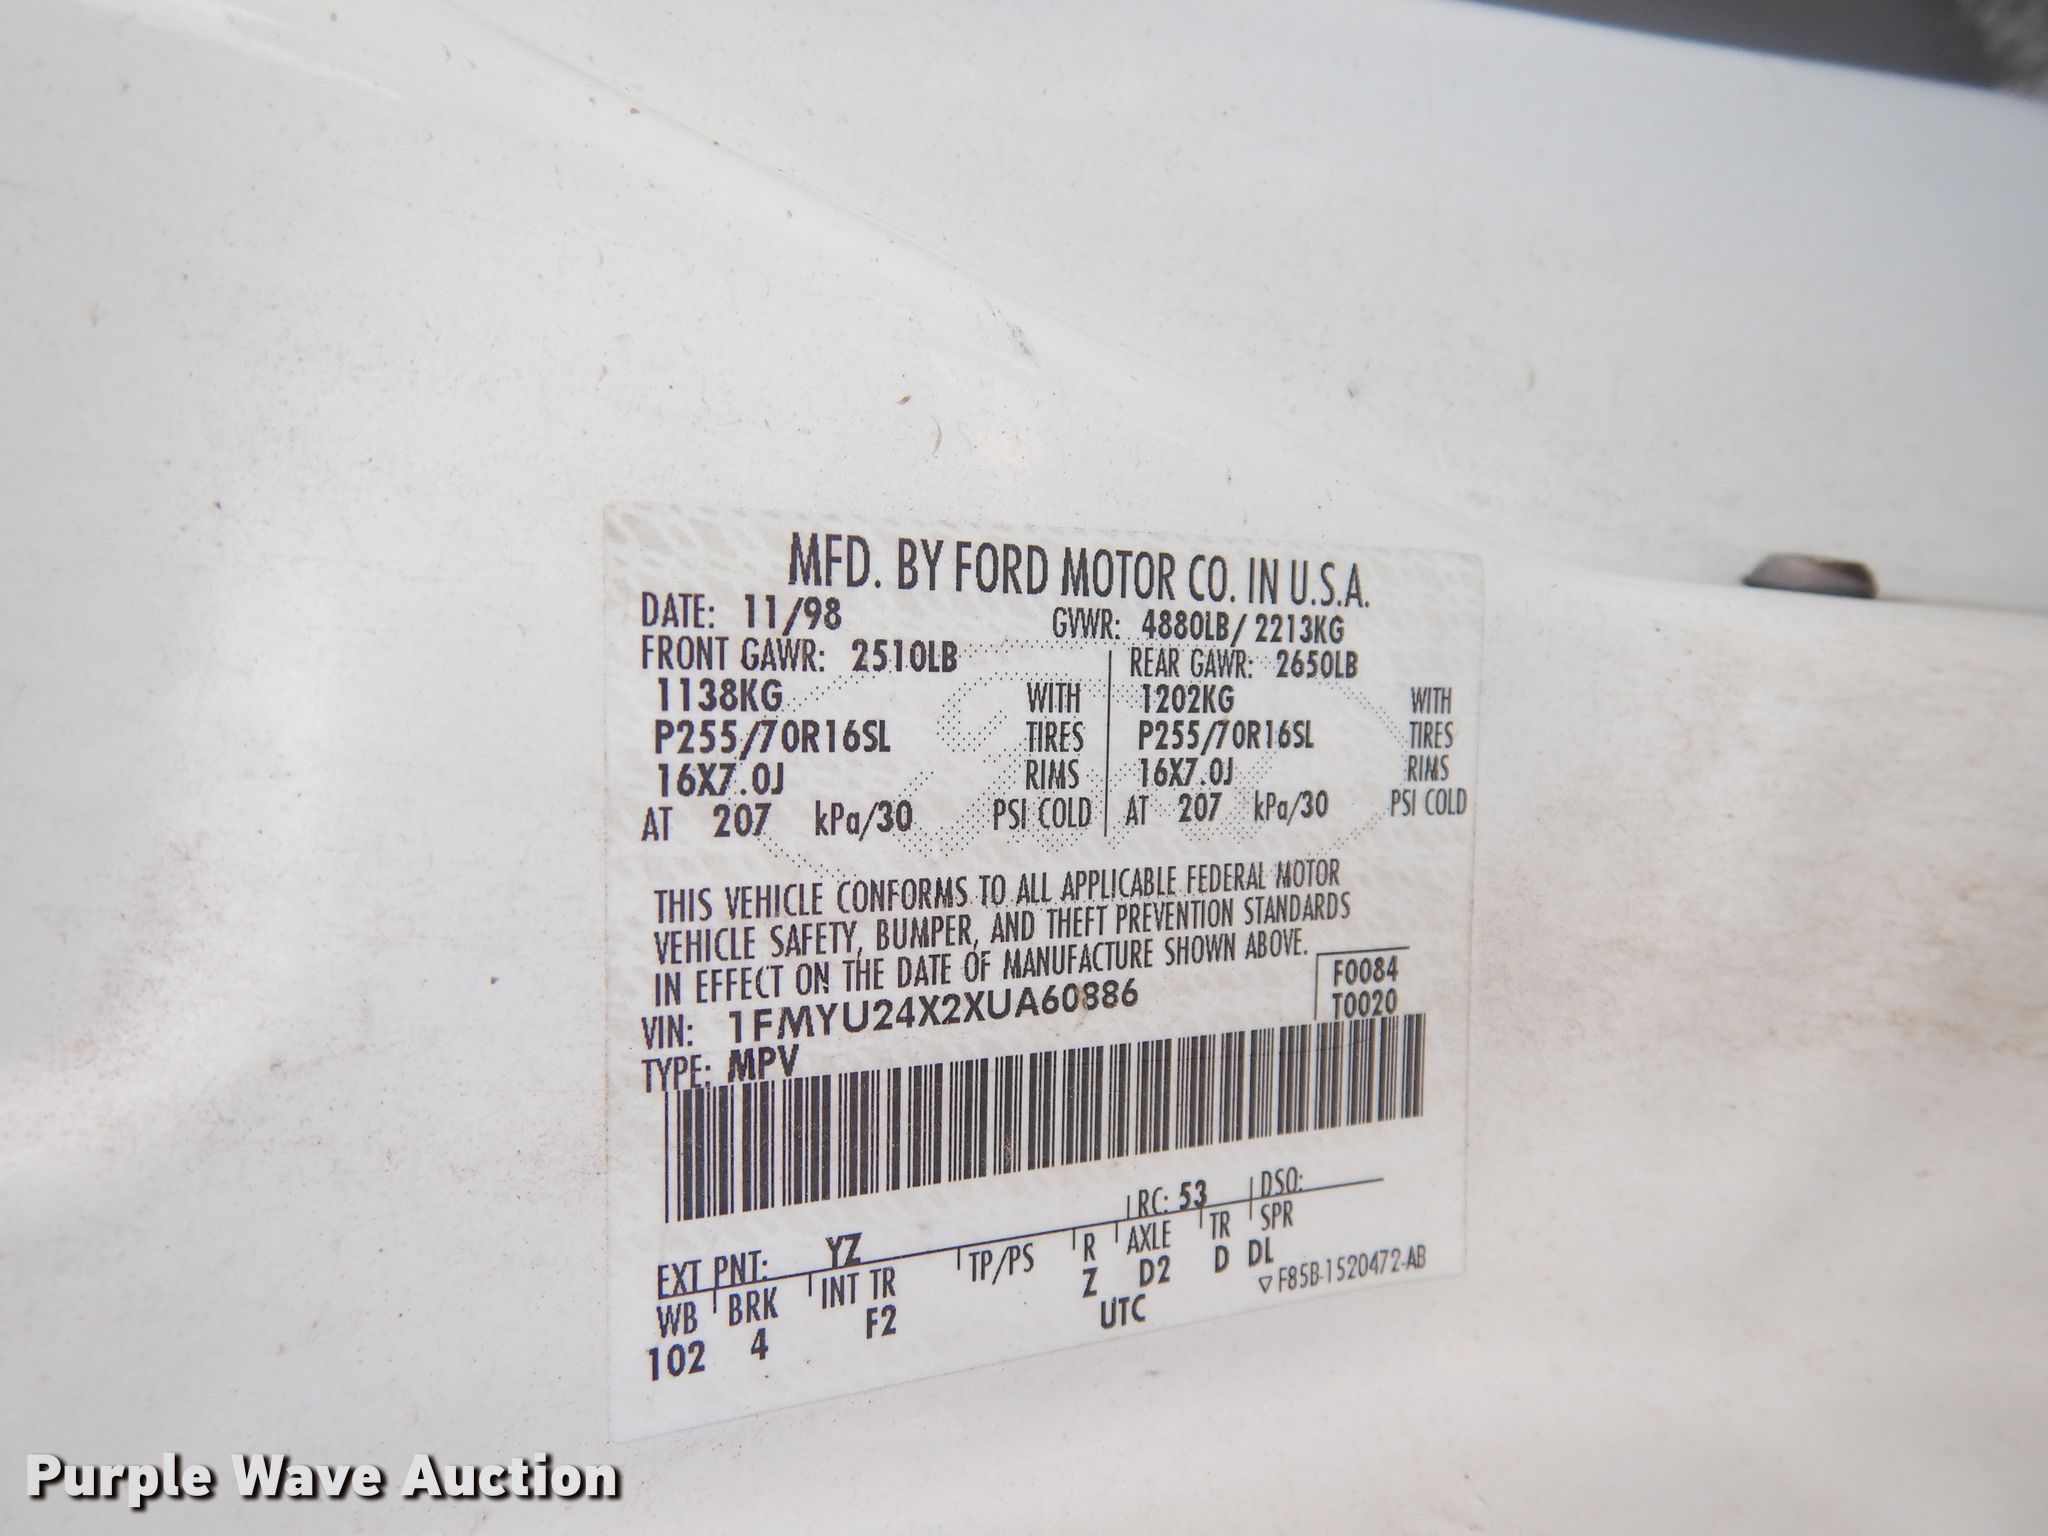 MFD. BY FORD MOTOR CO. IN U.S.A.
DATE: 11/98 GVWR: 4880LB/ 2213KG
FRONT GAWR: 2510LB REAR GAWR: 2650LB
1138KG WITH 1202KG WITH
P255/70R16SL TIRES P255/70R16SL TIRES
16X7.0J RIMS 16X7.0J RIMS
AT 207 kPa/30 PSI COLD AT 207 kPa/30 PSI COLD
THIS VEHICLE CONFORMS TO ALL APPLICABLE FEDERAL MOTOR
VEHICLE SAFETY, BUMPER, AND THEFT PREVENTION STANDARDS
IN EFFECT ON THE DATE OF MANUFACTURE SHOWN ABOVE.
F0084
VIN: 1FMYU24X2XUA60886 T0020
TYPE: MPV
EXT PNT: YZ RC: 53 DSO:
WB BRK INT TR TP/PS R AXLE TR SPR
102 4 F2 Z D2 D DL
UTC ▽ F85B-1520472-AB
Purple Wave Auction